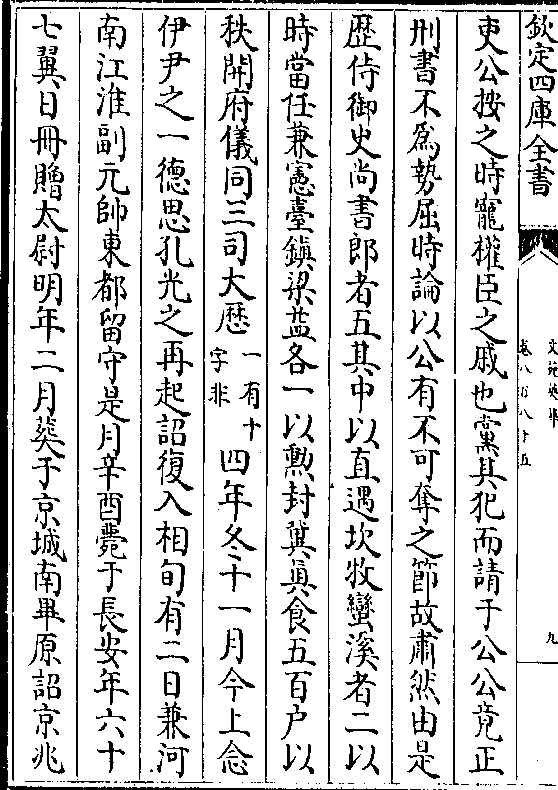 欽定四庫全書
文苑英華
卷八百八十五
九
吏公按之時寵權臣之戚也黨其犯而請于公公竟正
刑書不為勢屈時論以公有不可奪之節故肅然由是
歴侍御史尚書郎者五其中以直遇坎牧蠻溪者二以
時當任兼憲臺鎮梁益各一以勲封冀真食五百户以
秩開府儀同三司大厯一有十字非四年冬十一月今上念
伊尹之一德思孔光之再起詔復入相旬有二日兼河
南江淮副元帥東都留守是月辛酉薨于長安年六十
七翼日冊贈太尉明年二月葬于京城南畢原詔京兆